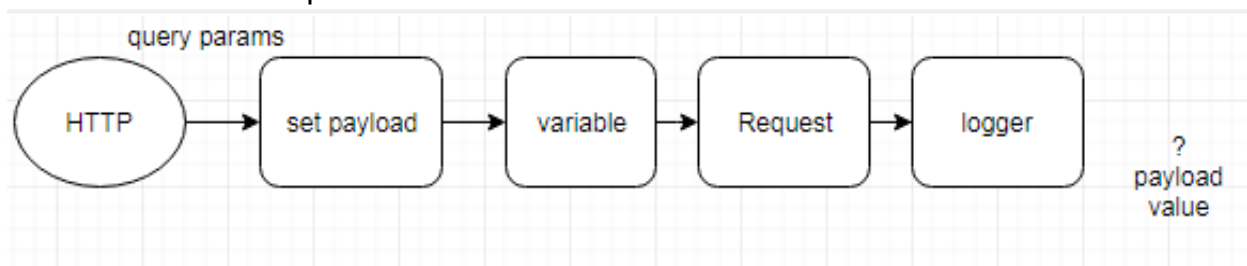 query params
HTTP
set payload
variable
Request
logger
?
payload
value